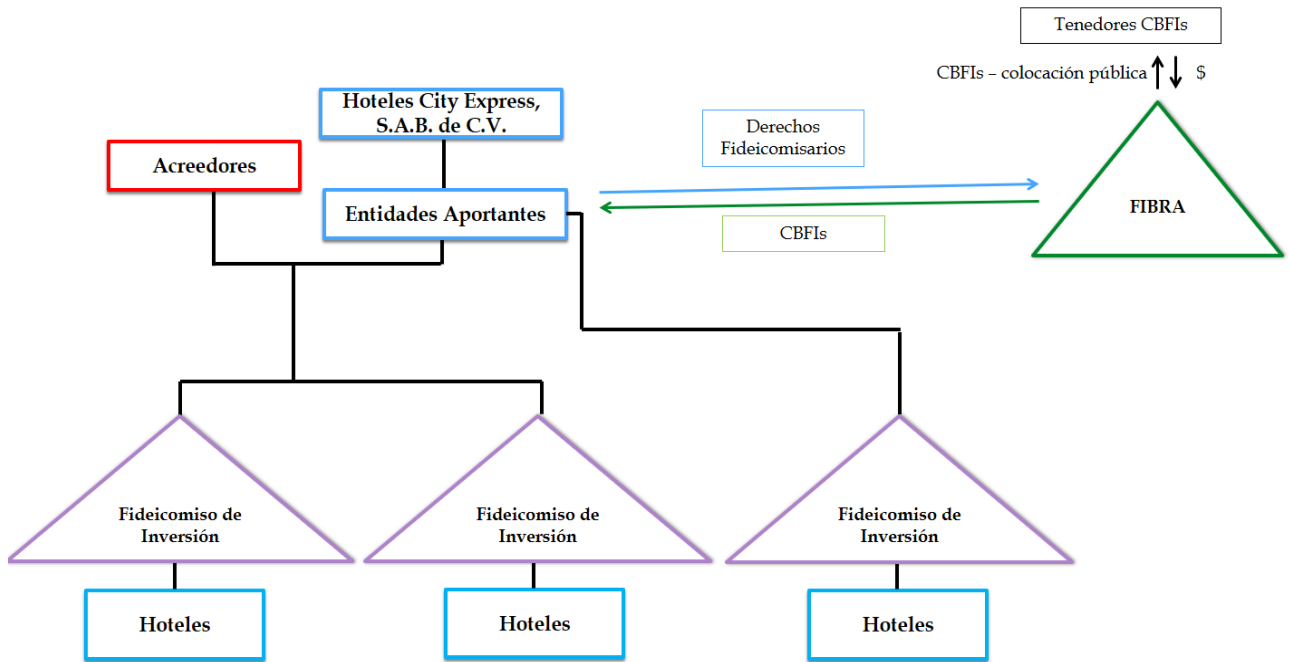 Tenedores CBFIs
CBFIs – colocación pública
$
Hoteles City Express,
S.A.B. de C.V.
Derechos
Fideicomisarios
Acreedores
Entidades Aportantes
FIBRA
CBFIs
Fideicomiso de
Inversión
Fideicomiso de
Inversión
Fideicomiso de
Inversión
Hoteles
Hoteles
Hoteles